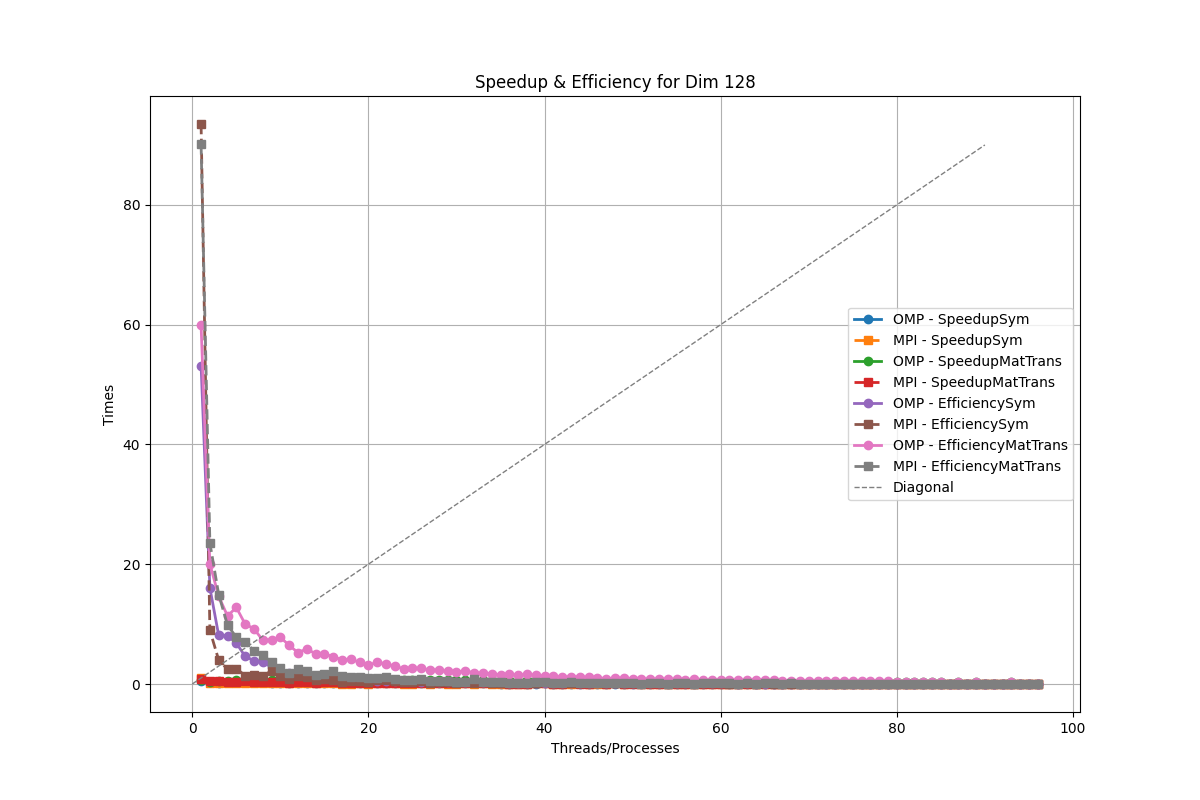 Speedup & Efficiency for Dim 128
Times
80
60
40
20
0
OMP - SpeedupSym
MPI - SpeedupSym
OMP - SpeedupMatTrans
MPI - SpeedupMatTrans
OMP - EfficiencySym
MPI - EfficiencySym
OMP - EfficiencyMatTrans
MPI - EfficiencyMatTrans
Diagonal
0 20 40 60 80 100
Threads/Processes